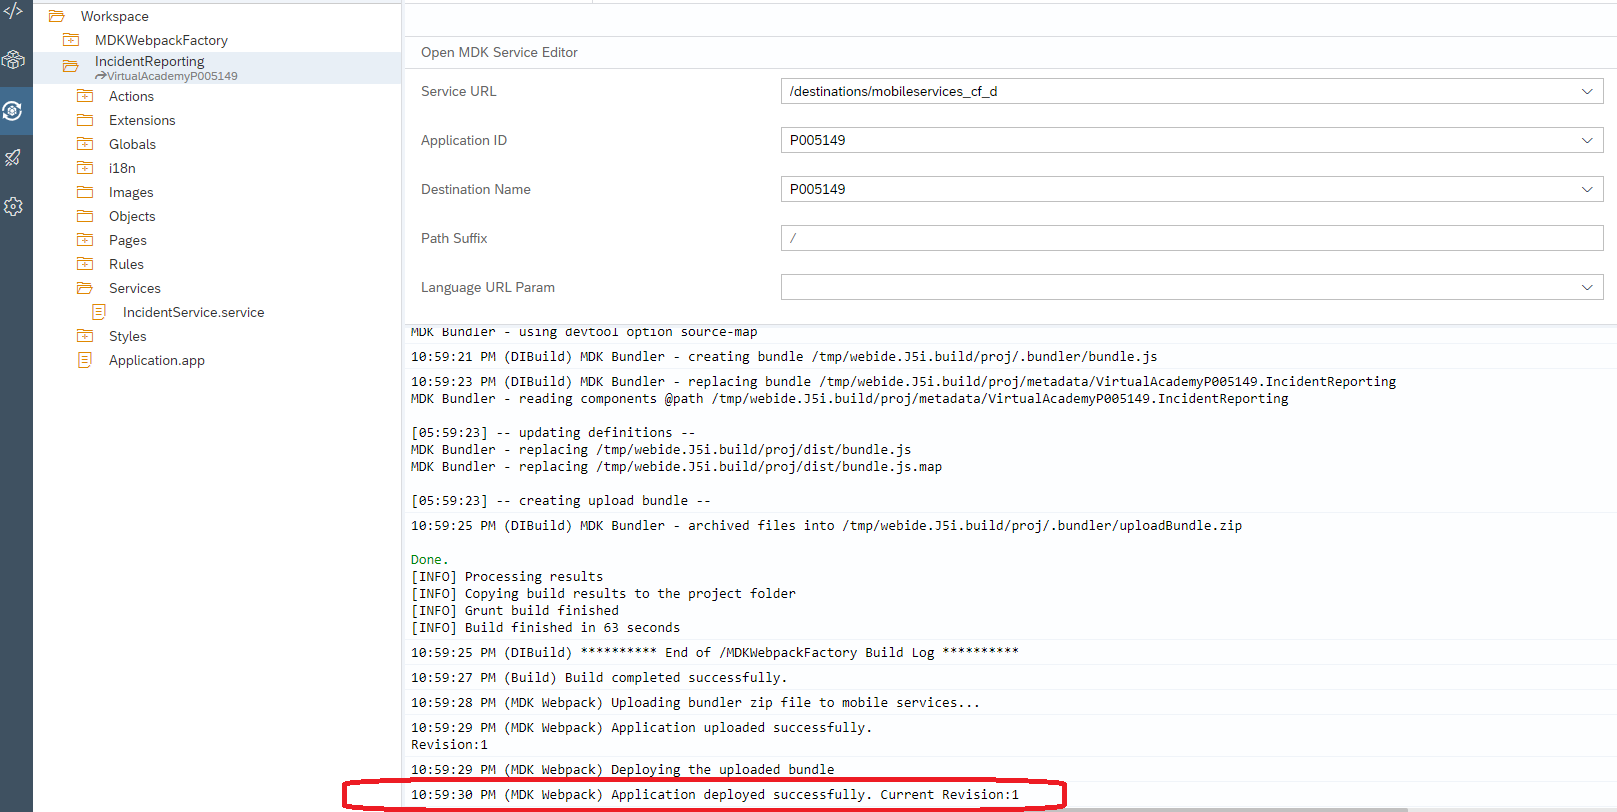 Workspace
MDKWebpackFactory
IncidentReporting
VirtualAcademyP005149
Actions
Extensions
Globals
i18n
Images
Objects
Pages
Rules
Services
IncidentService.service
Styles
Application.app
Open MDK Service Editor
Service URL
/destinations/mobileservices_cf_d
Application ID
P005149
Destination Name
P005149
Path Suffix
/
Language URL Param
MDK Bundler - using devtool option source-map
10:59:21 PM (DIBuild) MDK Bundler - creating bundle /tmp/webide.J5i.build/proj/.bundler/bundle.js
10:59:23 PM (DIBuild) MDK Bundler - replacing bundle /tmp/webide.J5i.build/proj/metadata/VirtualAcademyP005149.IncidentReporting
MDK Bundler - reading components @path /tmp/webide.J5i.build/proj/metadata/VirtualAcademyP005149.IncidentReporting
[05:59:23] -- updating definitions --
MDK Bundler - replacing /tmp/webide.J5i.build/proj/dist/bundle.js
MDK Bundler - replacing /tmp/webide.J5i.build/proj/dist/bundle.js.map
[05:59:23] -- creating upload bundle --
10:59:25 PM (DIBuild) MDK Bundler - archived files into /tmp/webide.J5i.build/proj/.bundler/uploadBundle.zip
Done.
[INFO] Processing results
[INFO] Copying build results to the project folder
[INFO] Grunt build finished
[INFO] Build finished in 63 seconds
10:59:25 PM (DIBuild) ********** End of /MDKWebpackFactory Build Log **********
10:59:27 PM (Build) Build completed successfully.
10:59:28 PM (MDK Webpack) Uploading bundler zip file to mobile services...
10:59:29 PM (MDK Webpack) Application uploaded successfully.
Revision:1
10:59:29 PM (MDK Webpack) Deploying the uploaded bundle
10:59:30 PM (MDK Webpack) Application deployed successfully. Current Revision:1